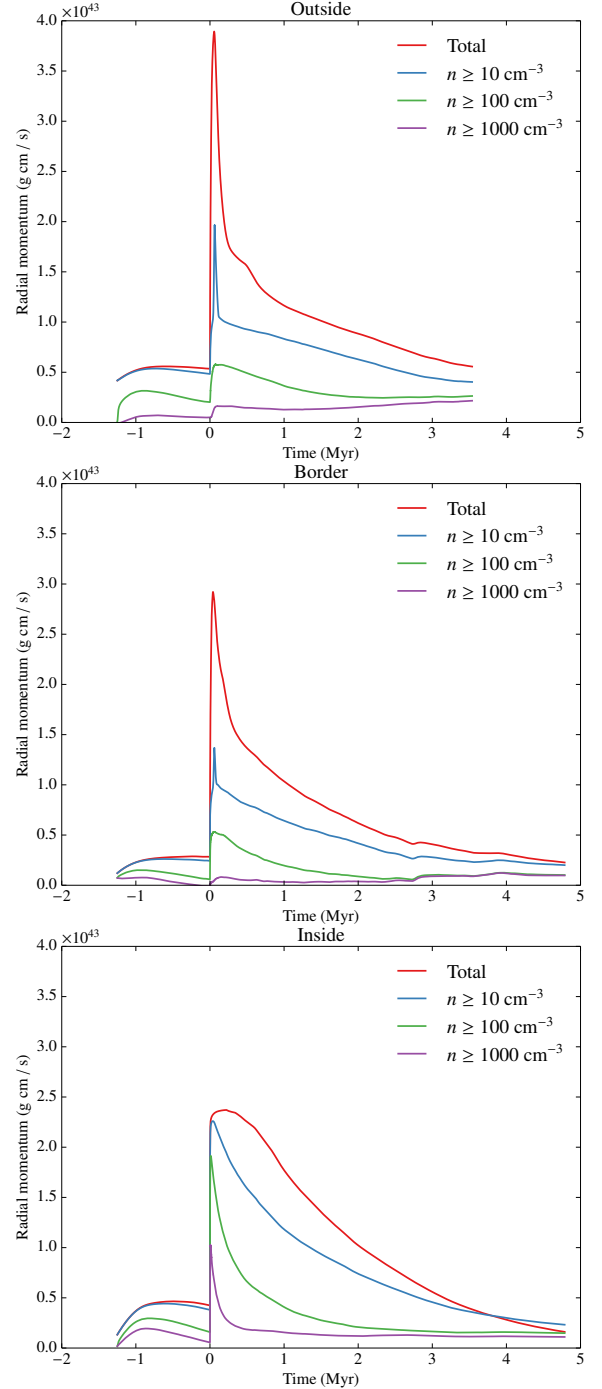 Outside
×10⁴³
4.0
3.5
3.0
2.5
2.0
1.5
1.0
0.5
0.0
Radial momentum (g cm / s)
Total
n ≥ 10 cm⁻³
n ≥ 100 cm⁻³
n ≥ 1000 cm⁻³
−2 −1 0 1 2 3 4 5
Time (Myr)
Border
×10⁴³
4.0
3.5
3.0
2.5
2.0
1.5
1.0
0.5
0.0
Radial momentum (g cm / s)
Total
n ≥ 10 cm⁻³
n ≥ 100 cm⁻³
n ≥ 1000 cm⁻³
−2 −1 0 1 2 3 4 5
Time (Myr)
Inside
×10⁴³
4.0
3.5
3.0
2.5
2.0
1.5
1.0
0.5
0.0
Radial momentum (g cm / s)
Total
n ≥ 10 cm⁻³
n ≥ 100 cm⁻³
n ≥ 1000 cm⁻³
−2 −1 0 1 2 3 4 5
Time (Myr)